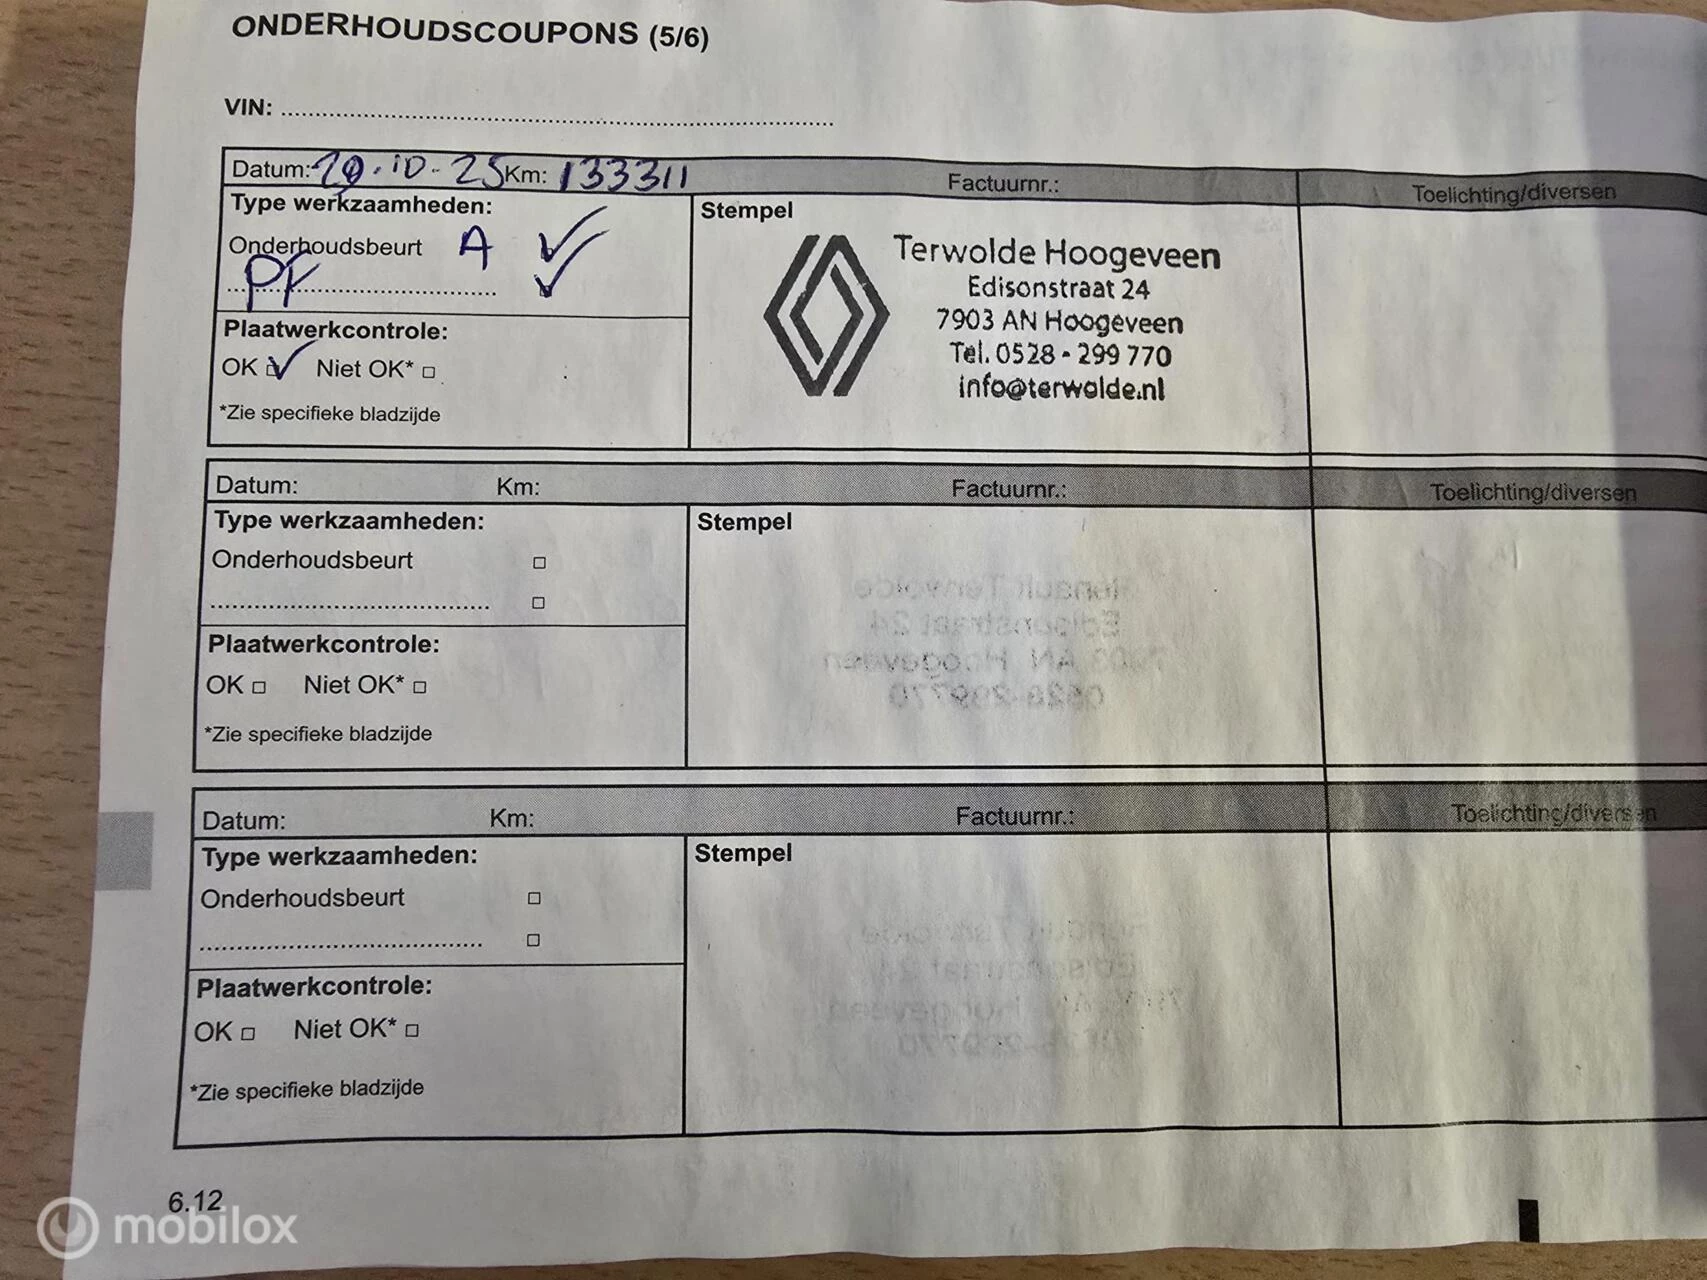 ONDERHOUDSCOUPONS (5/6)
VIN:
Datum: 20.10-25 Km: 133311 Factuurnr.: Toelichting/diversen
Type werkzaamheden:
Onderhoudsbeurt A
PF
Plaatwerkcontrole:
OK Niet OK*
*Zie specifieke bladzijde
Stempel
Terwolde Hoogeveen
Edisonstraat 24
7903 AN Hoogeveen
Tel. 0528 - 299 770
info@terwolde.nl
Datum: Km: Factuurnr.: Toelichting/diversen
Type werkzaamheden:
Onderhoudsbeurt
Plaatwerkcontrole:
OK Niet OK*
*Zie specifieke bladzijde
Stempel
Datum: Km: Factuurnr.: Toelichting/diversen
Type werkzaamheden:
Onderhoudsbeurt
Plaatwerkcontrole:
OK Niet OK*
*Zie specifieke bladzijde
Stempel
6.12
mobilox